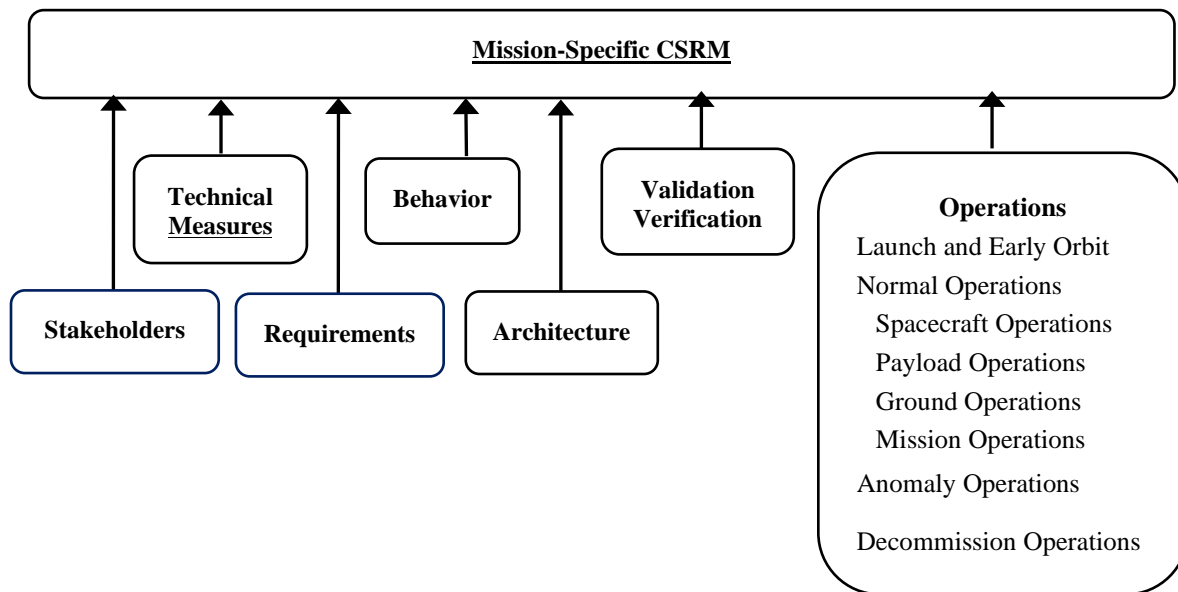 Mission-Specific CSRM
Technical
Measures
Behavior
Validation
Verification
Stakeholders
Requirements
Architecture
Operations
Launch and Early Orbit
Normal Operations
Spacecraft Operations
Payload Operations
Ground Operations
Mission Operations
Anomaly Operations
Decommission Operations